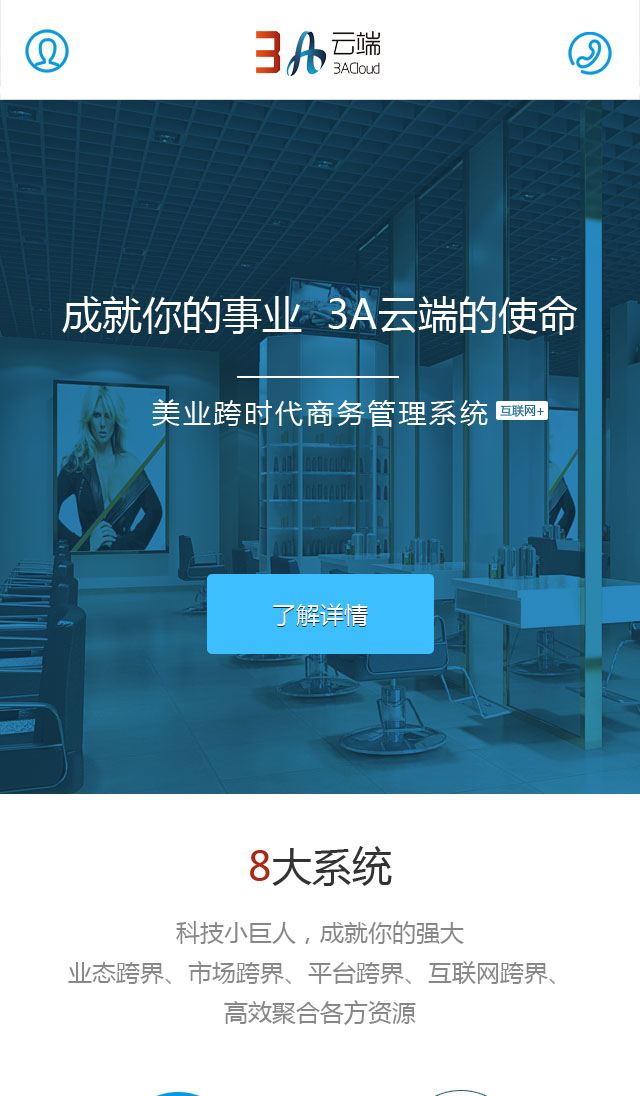 3A 云端
3ACloud
成就你的事业 3A云端的使命
美业跨时代商务管理系统 互联网+
了解详情
8大系统
科技小巨人，成就你的强大
业态跨界、市场跨界、平台跨界、互联网跨界、
高效聚合各方资源